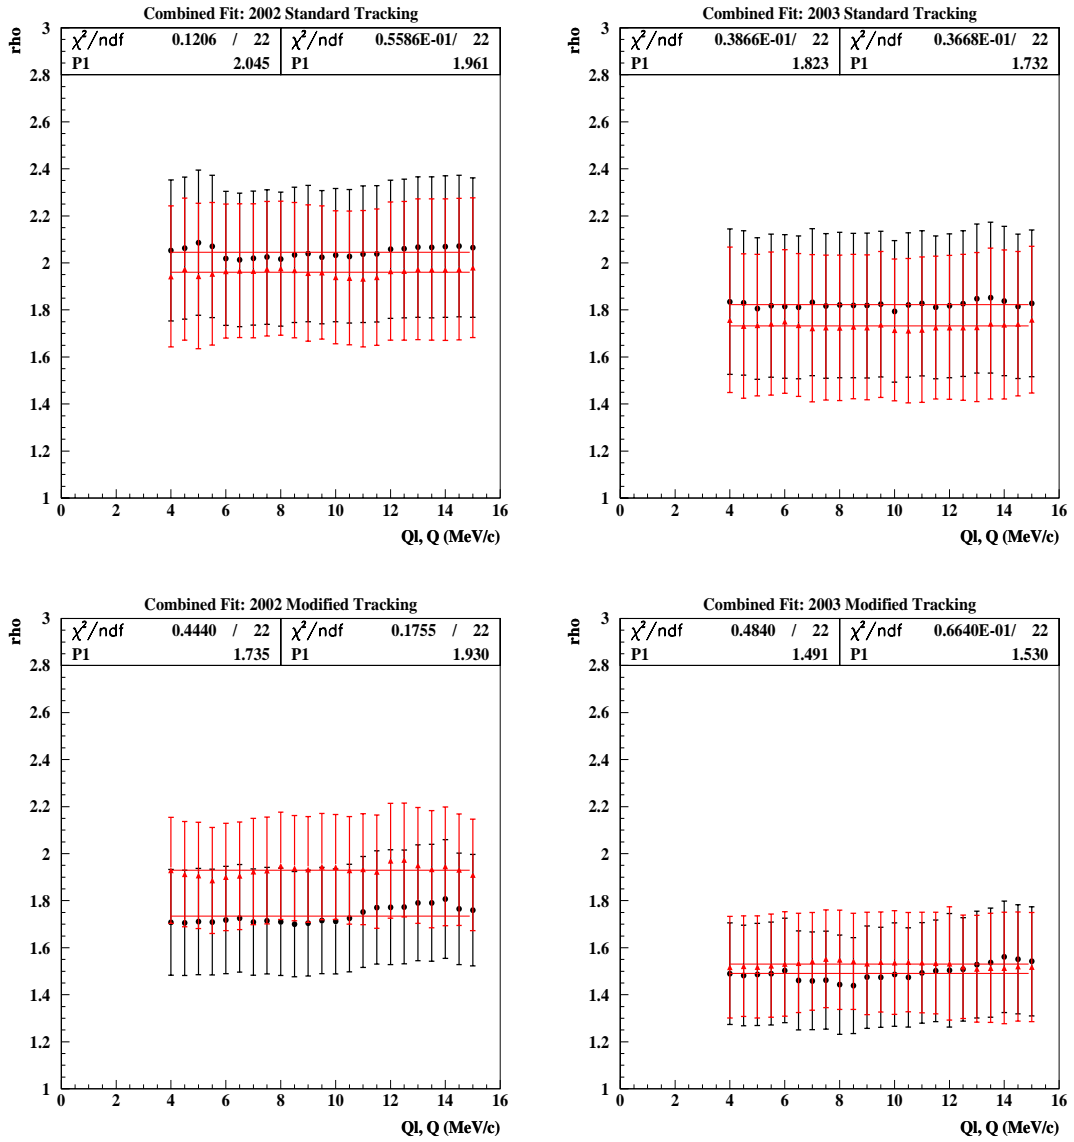 Combined Fit: 2002 Standard Tracking
χ²/ndf 0.1206 / 22 χ²/ndf 0.5586E-01/ 22
P1 2.045 P1 1.961
rho
3
2.8
2.6
2.4
2.2
2
1.8
1.6
1.4
1.2
1
0 2 4 6 8 10 12 14 16
Ql, Q (MeV/c)
Combined Fit: 2003 Standard Tracking
χ²/ndf 0.3866E-01/ 22 χ²/ndf 0.3668E-01/ 22
P1 1.823 P1 1.732
rho
3
2.8
2.6
2.4
2.2
2
1.8
1.6
1.4
1.2
1
0 2 4 6 8 10 12 14 16
Ql, Q (MeV/c)
Combined Fit: 2002 Modified Tracking
χ²/ndf 0.4440 / 22 χ²/ndf 0.1755 / 22
P1 1.735 P1 1.930
rho
3
2.8
2.6
2.4
2.2
2
1.8
1.6
1.4
1.2
1
0 2 4 6 8 10 12 14 16
Ql, Q (MeV/c)
Combined Fit: 2003 Modified Tracking
χ²/ndf 0.4840 / 22 χ²/ndf 0.6640E-01/ 22
P1 1.491 P1 1.530
rho
3
2.8
2.6
2.4
2.2
2
1.8
1.6
1.4
1.2
1
0 2 4 6 8 10 12 14 16
Ql, Q (MeV/c)